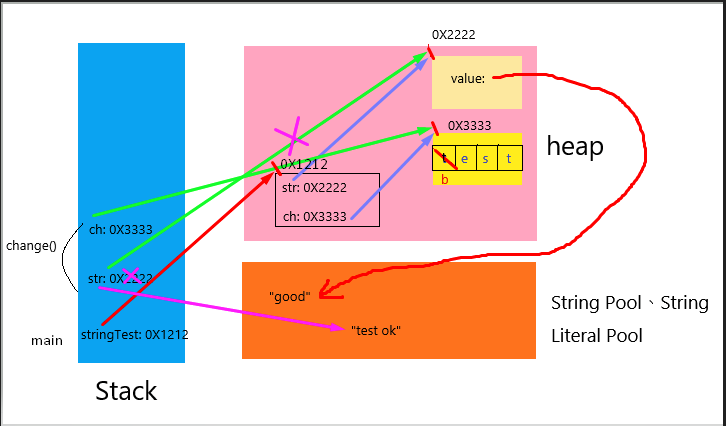 0X2222
value:
0X3333
t e s t
b
heap
0X1212
str: 0X2222
ch: 0X3333
ch: 0X3333
change()
str: 0X2222
"good"
"test ok"
stringTest: 0X1212
main
String Pool、String
Literal Pool
Stack